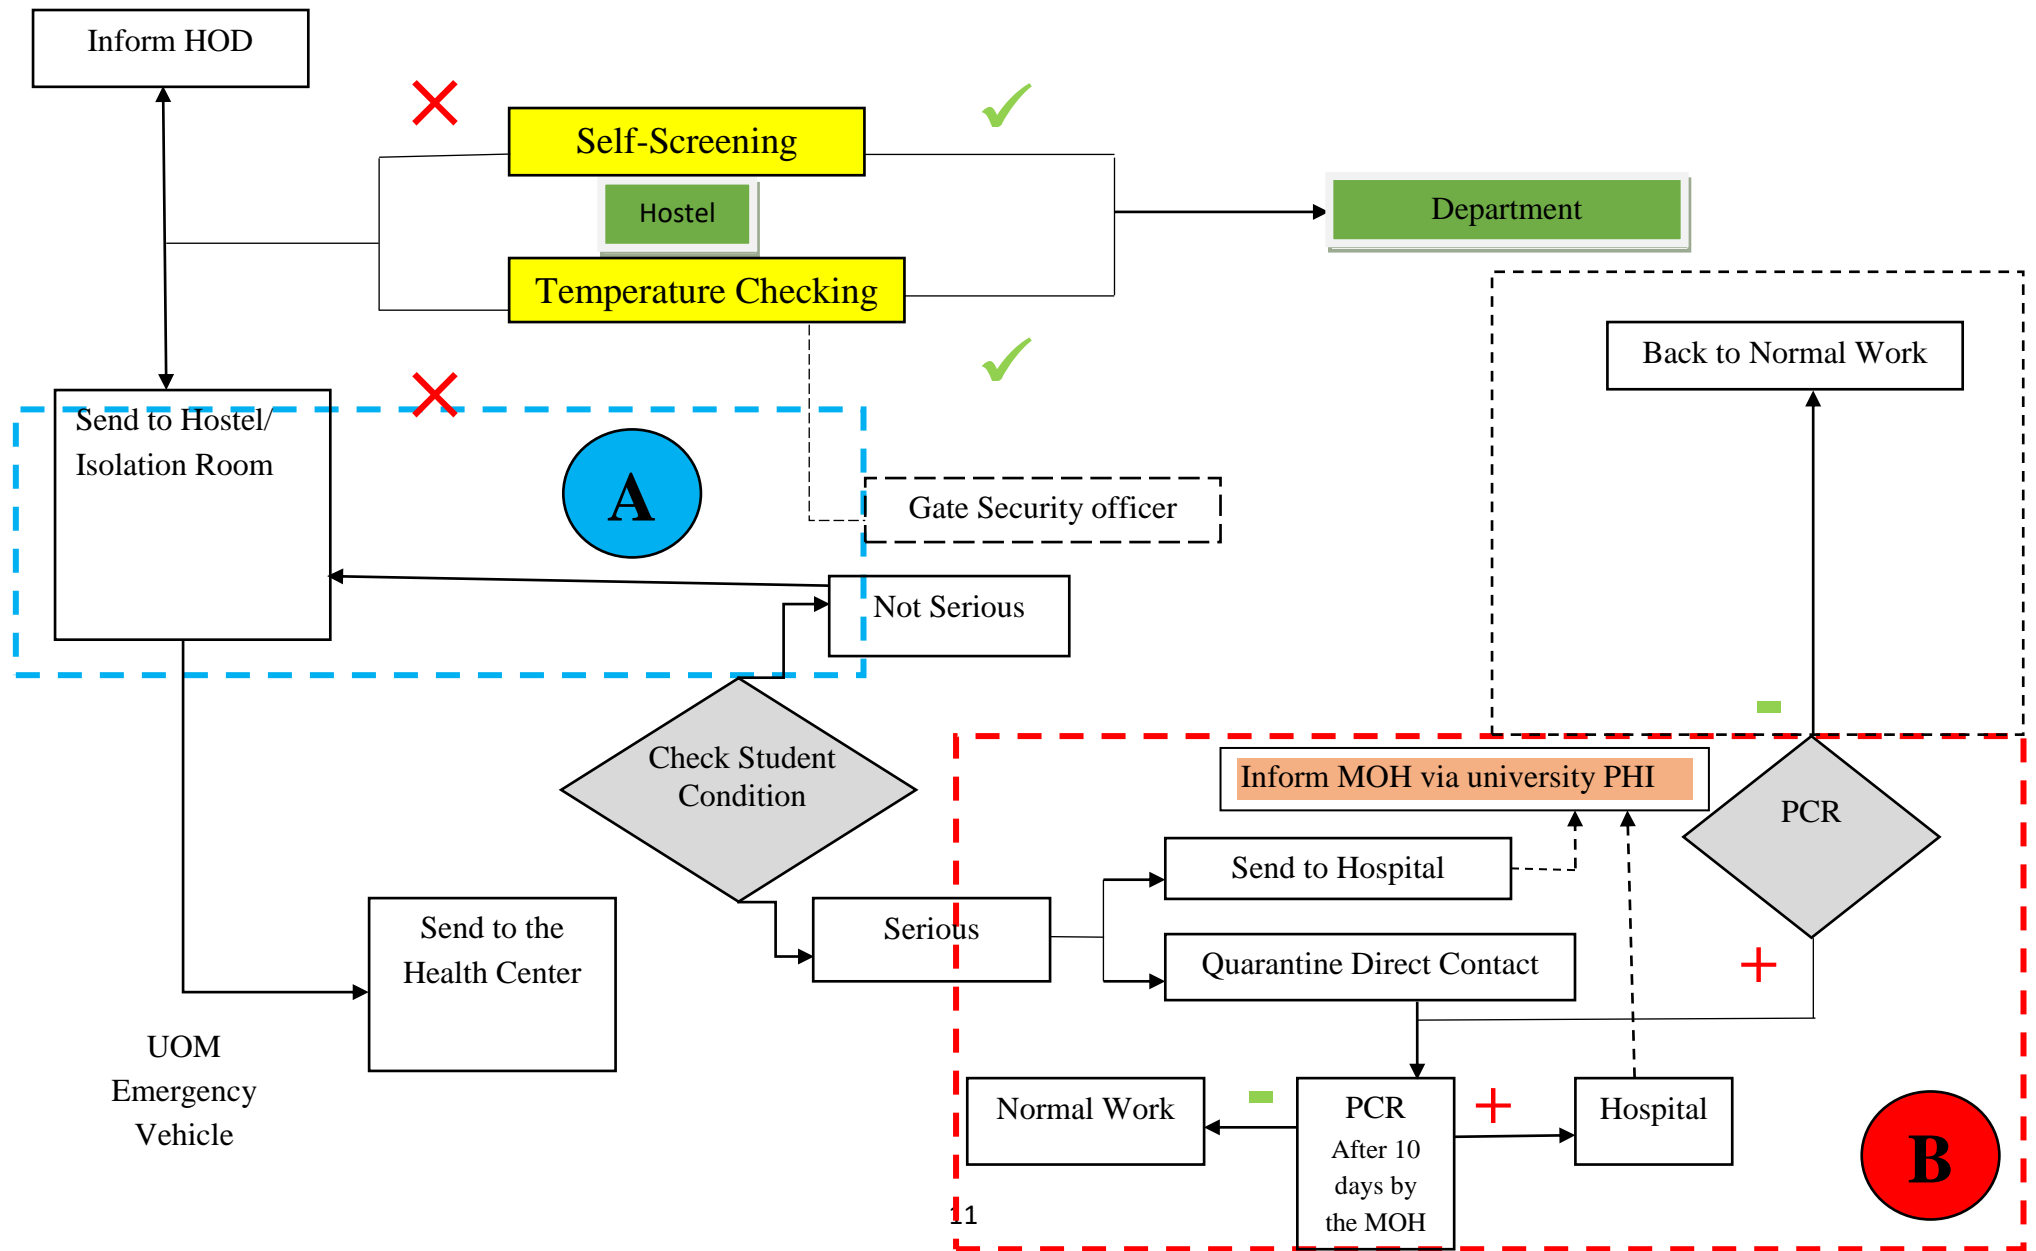 Inform HOD
Self-Screening
Hostel
Department
Temperature Checking
Back to Normal Work
Send to Hostel/
Isolation Room
A
Gate Security officer
Not Serious
Check Student
Condition
Inform MOH via university PHI
PCR
Send to Hospital
Serious
Quarantine Direct Contact
Send to the
Health Center
UOM
Emergency
Vehicle
Normal Work
PCR
After 10
days by
the MOH
Hospital
B
11